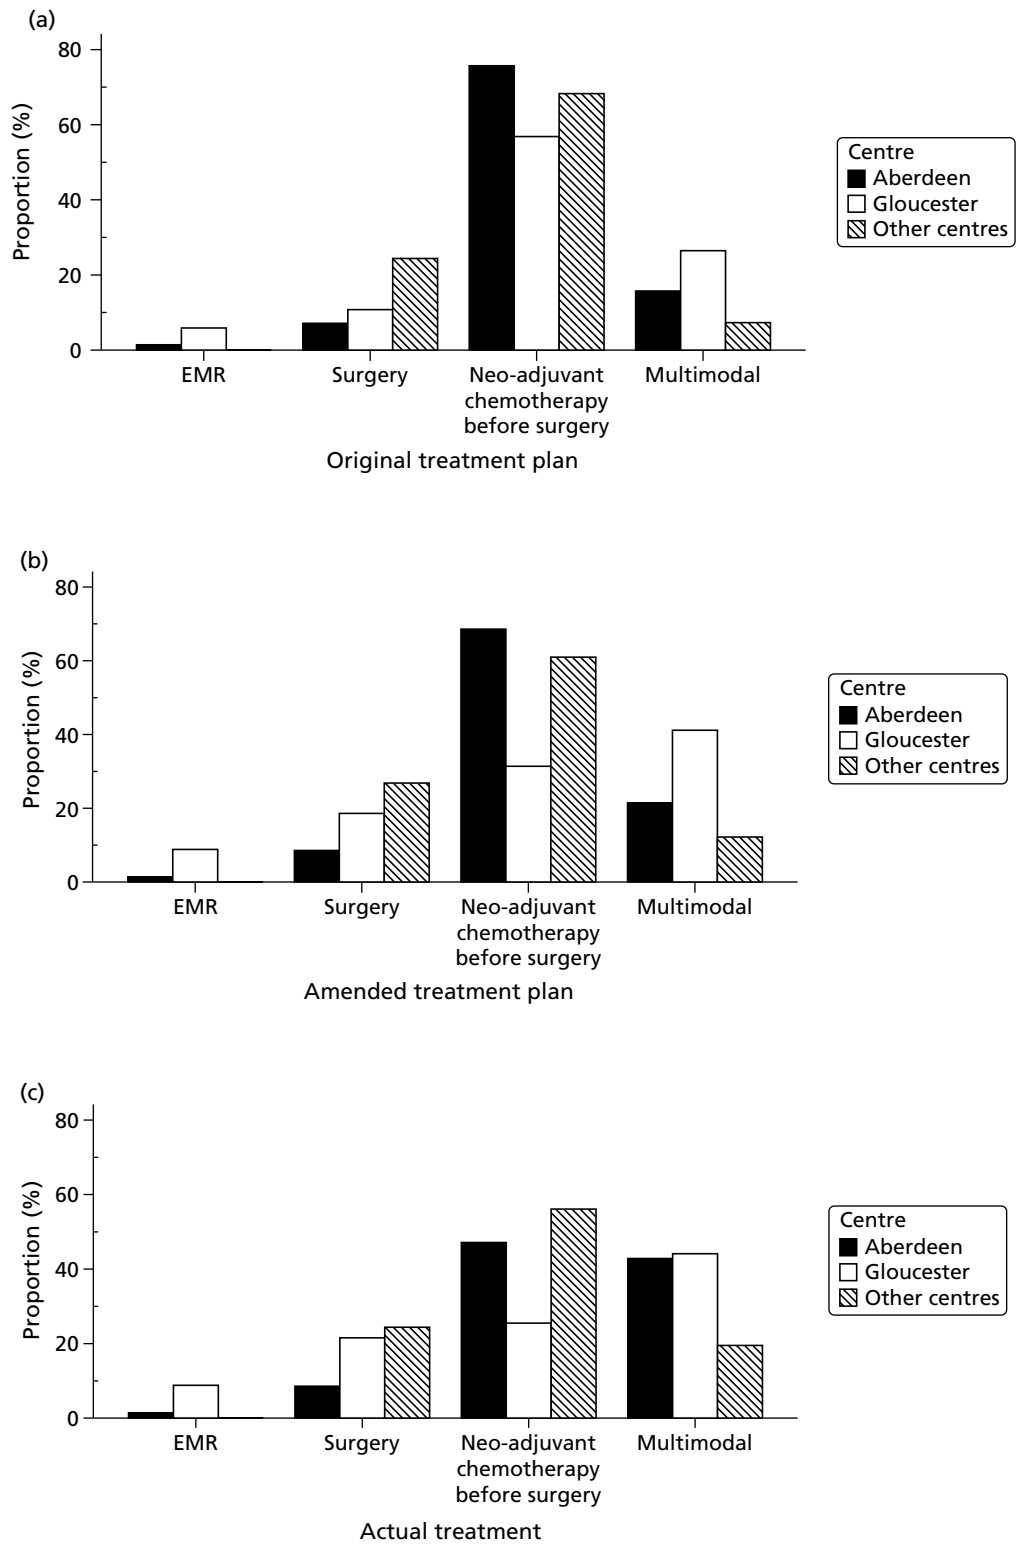 (a)
80
60
40
20
0
Proportion (%)
EMR
Surgery
Neo-adjuvant
chemotherapy
before surgery
Multimodal
Original treatment plan
Centre
Aberdeen
Gloucester
Other centres
(b)
80
60
40
20
0
Proportion (%)
EMR
Surgery
Neo-adjuvant
chemotherapy
before surgery
Multimodal
Amended treatment plan
Centre
Aberdeen
Gloucester
Other centres
(c)
80
60
40
20
0
Proportion (%)
EMR
Surgery
Neo-adjuvant
chemotherapy
before surgery
Multimodal
Actual treatment
Centre
Aberdeen
Gloucester
Other centres